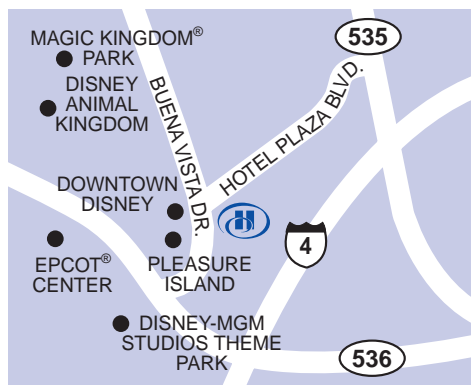 MAGIC KINGDOM®
PARK
DISNEY
ANIMAL
KINGDOM
BUENA VISTA DR.
HOTEL PLAZA BLVD.
535
DOWNTOWN
DISNEY
H
4
EPCOT®
CENTER
PLEASURE
ISLAND
DISNEY-MGM
STUDIOS THEME
PARK
536